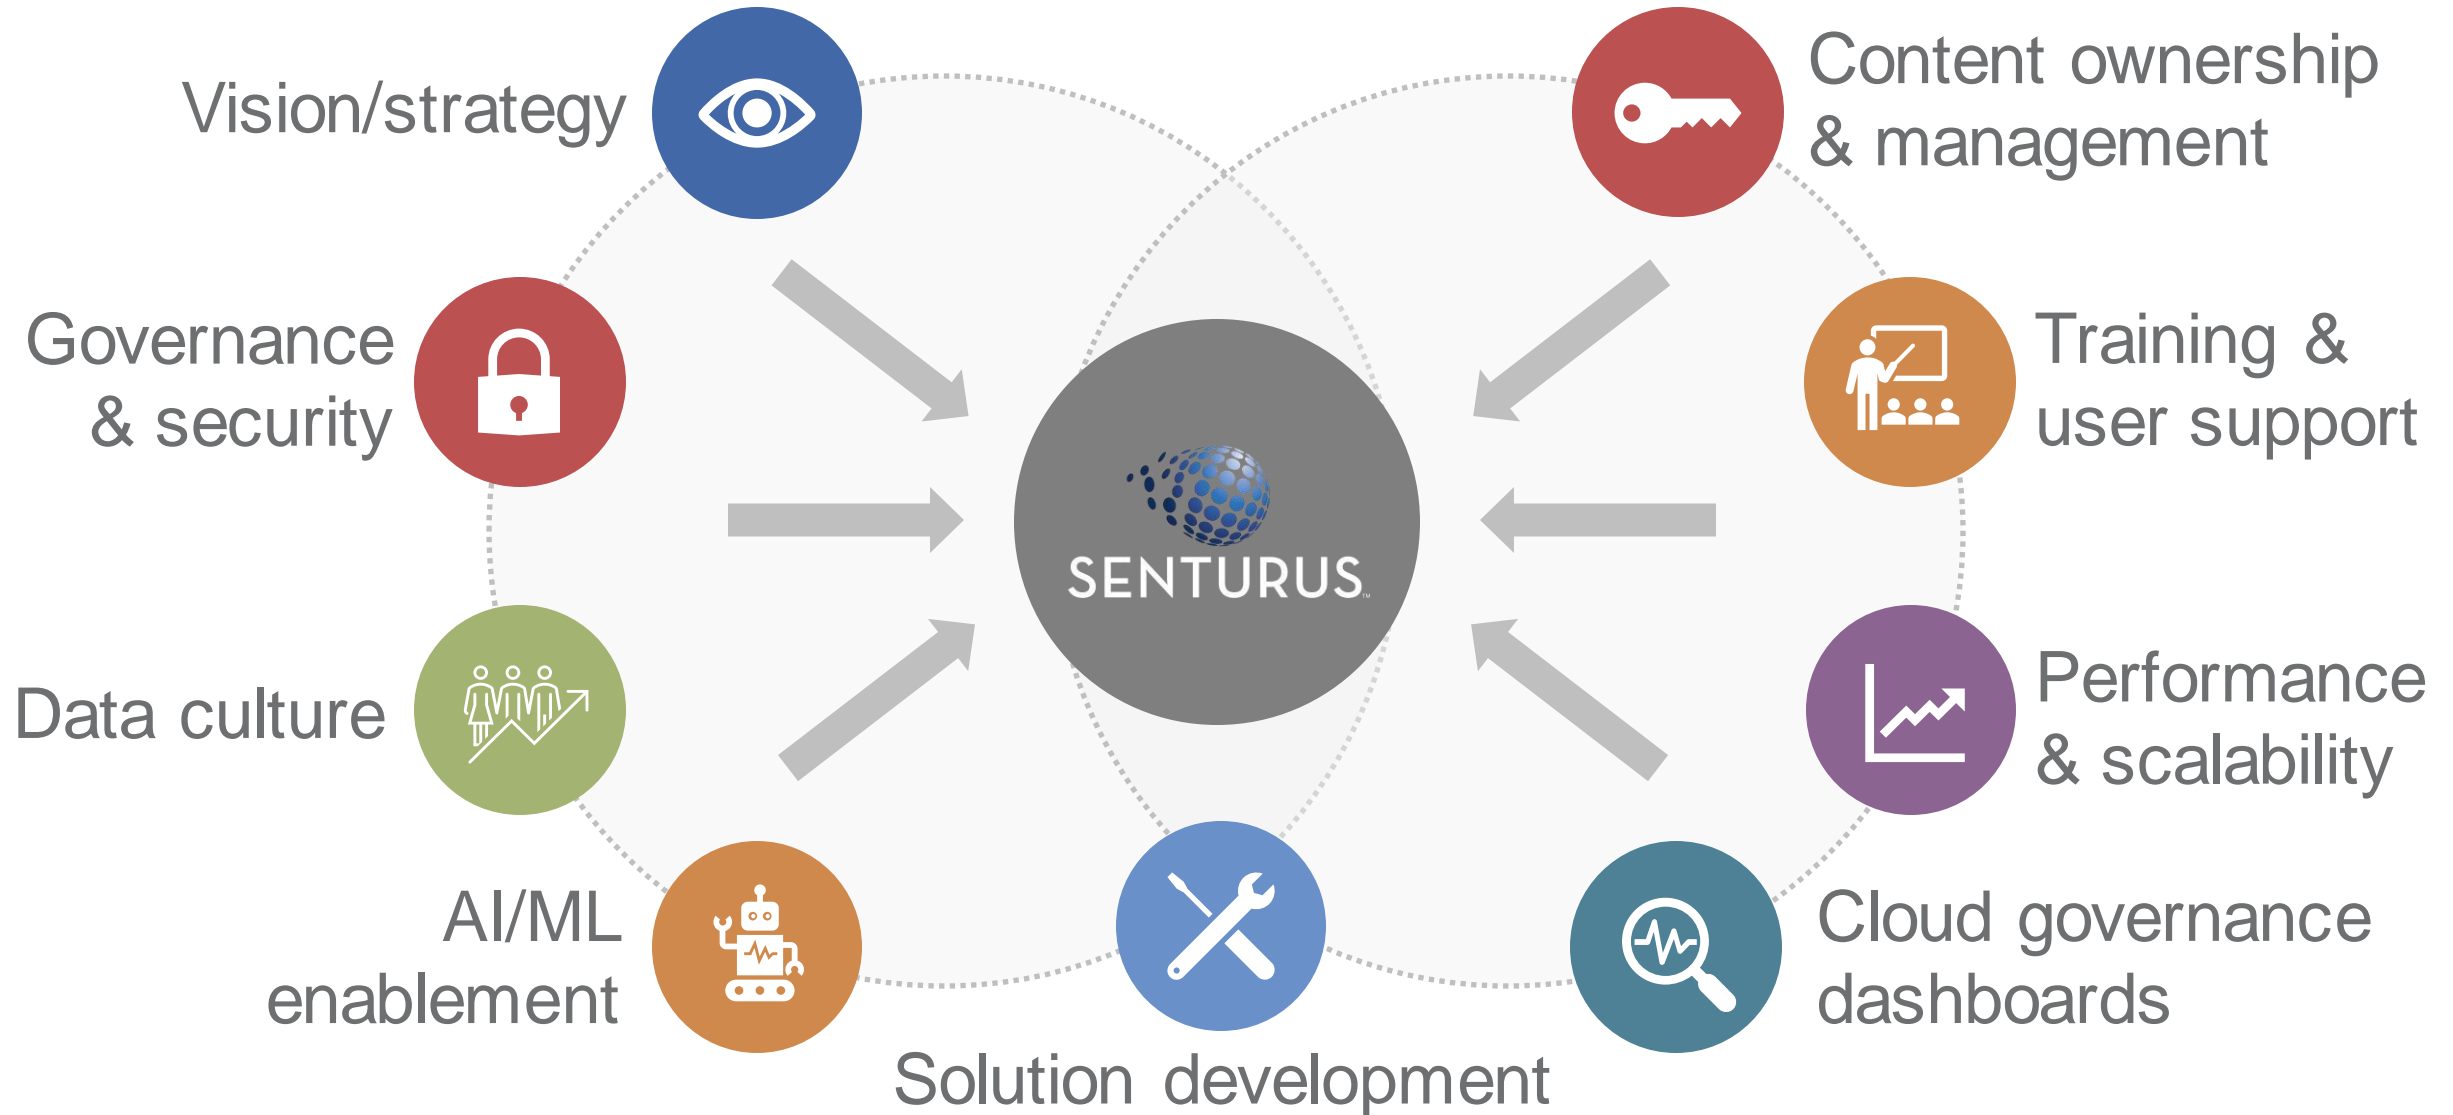 Vision/strategy
Governance
& security
Data culture
AI/ML
enablement
SENTURUS™
Solution development
Content ownership
& management
Training &
user support
Performance
& scalability
Cloud governance
dashboards